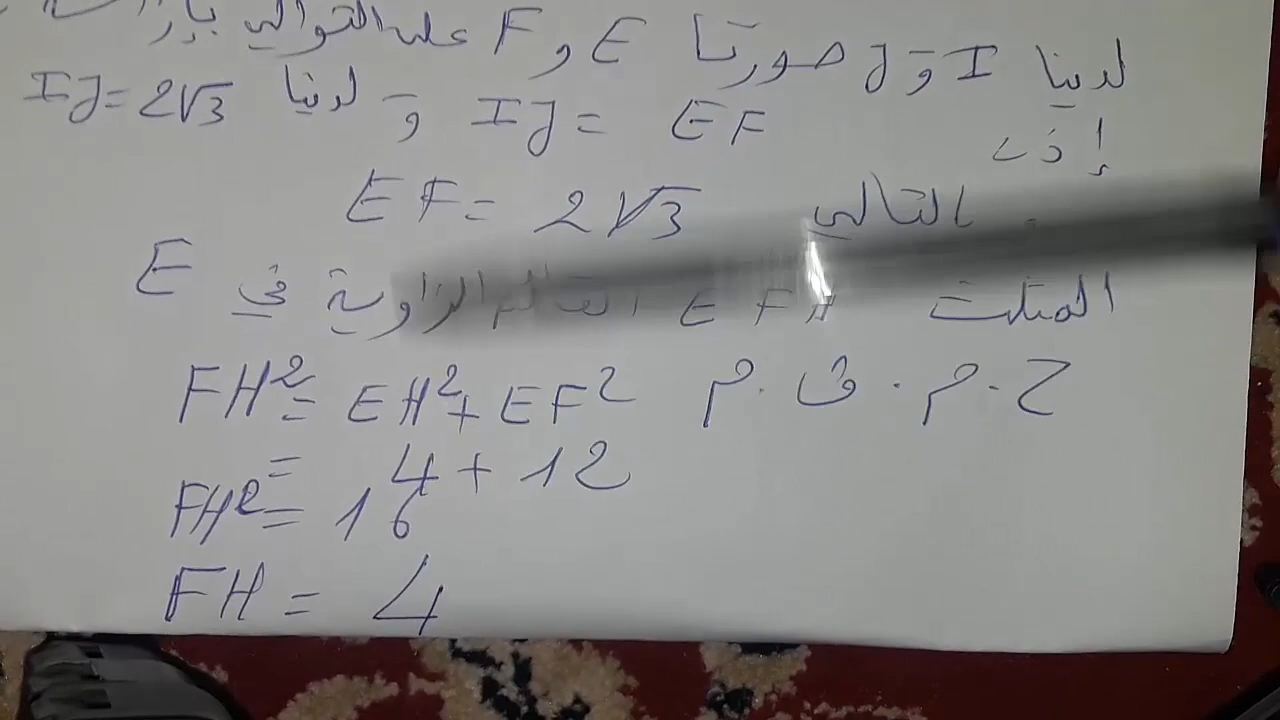 لدينا I و J صورتا E و F على التوالي
إذن IJ = EF و لدينا IJ = 2√3
بالتالي EF = 2√3
المثلث EFH القائم الزاوية في E
ح.م.ف.م FH² = EH² + EF²
= 4 + 12
FH² = 16
FH = 4